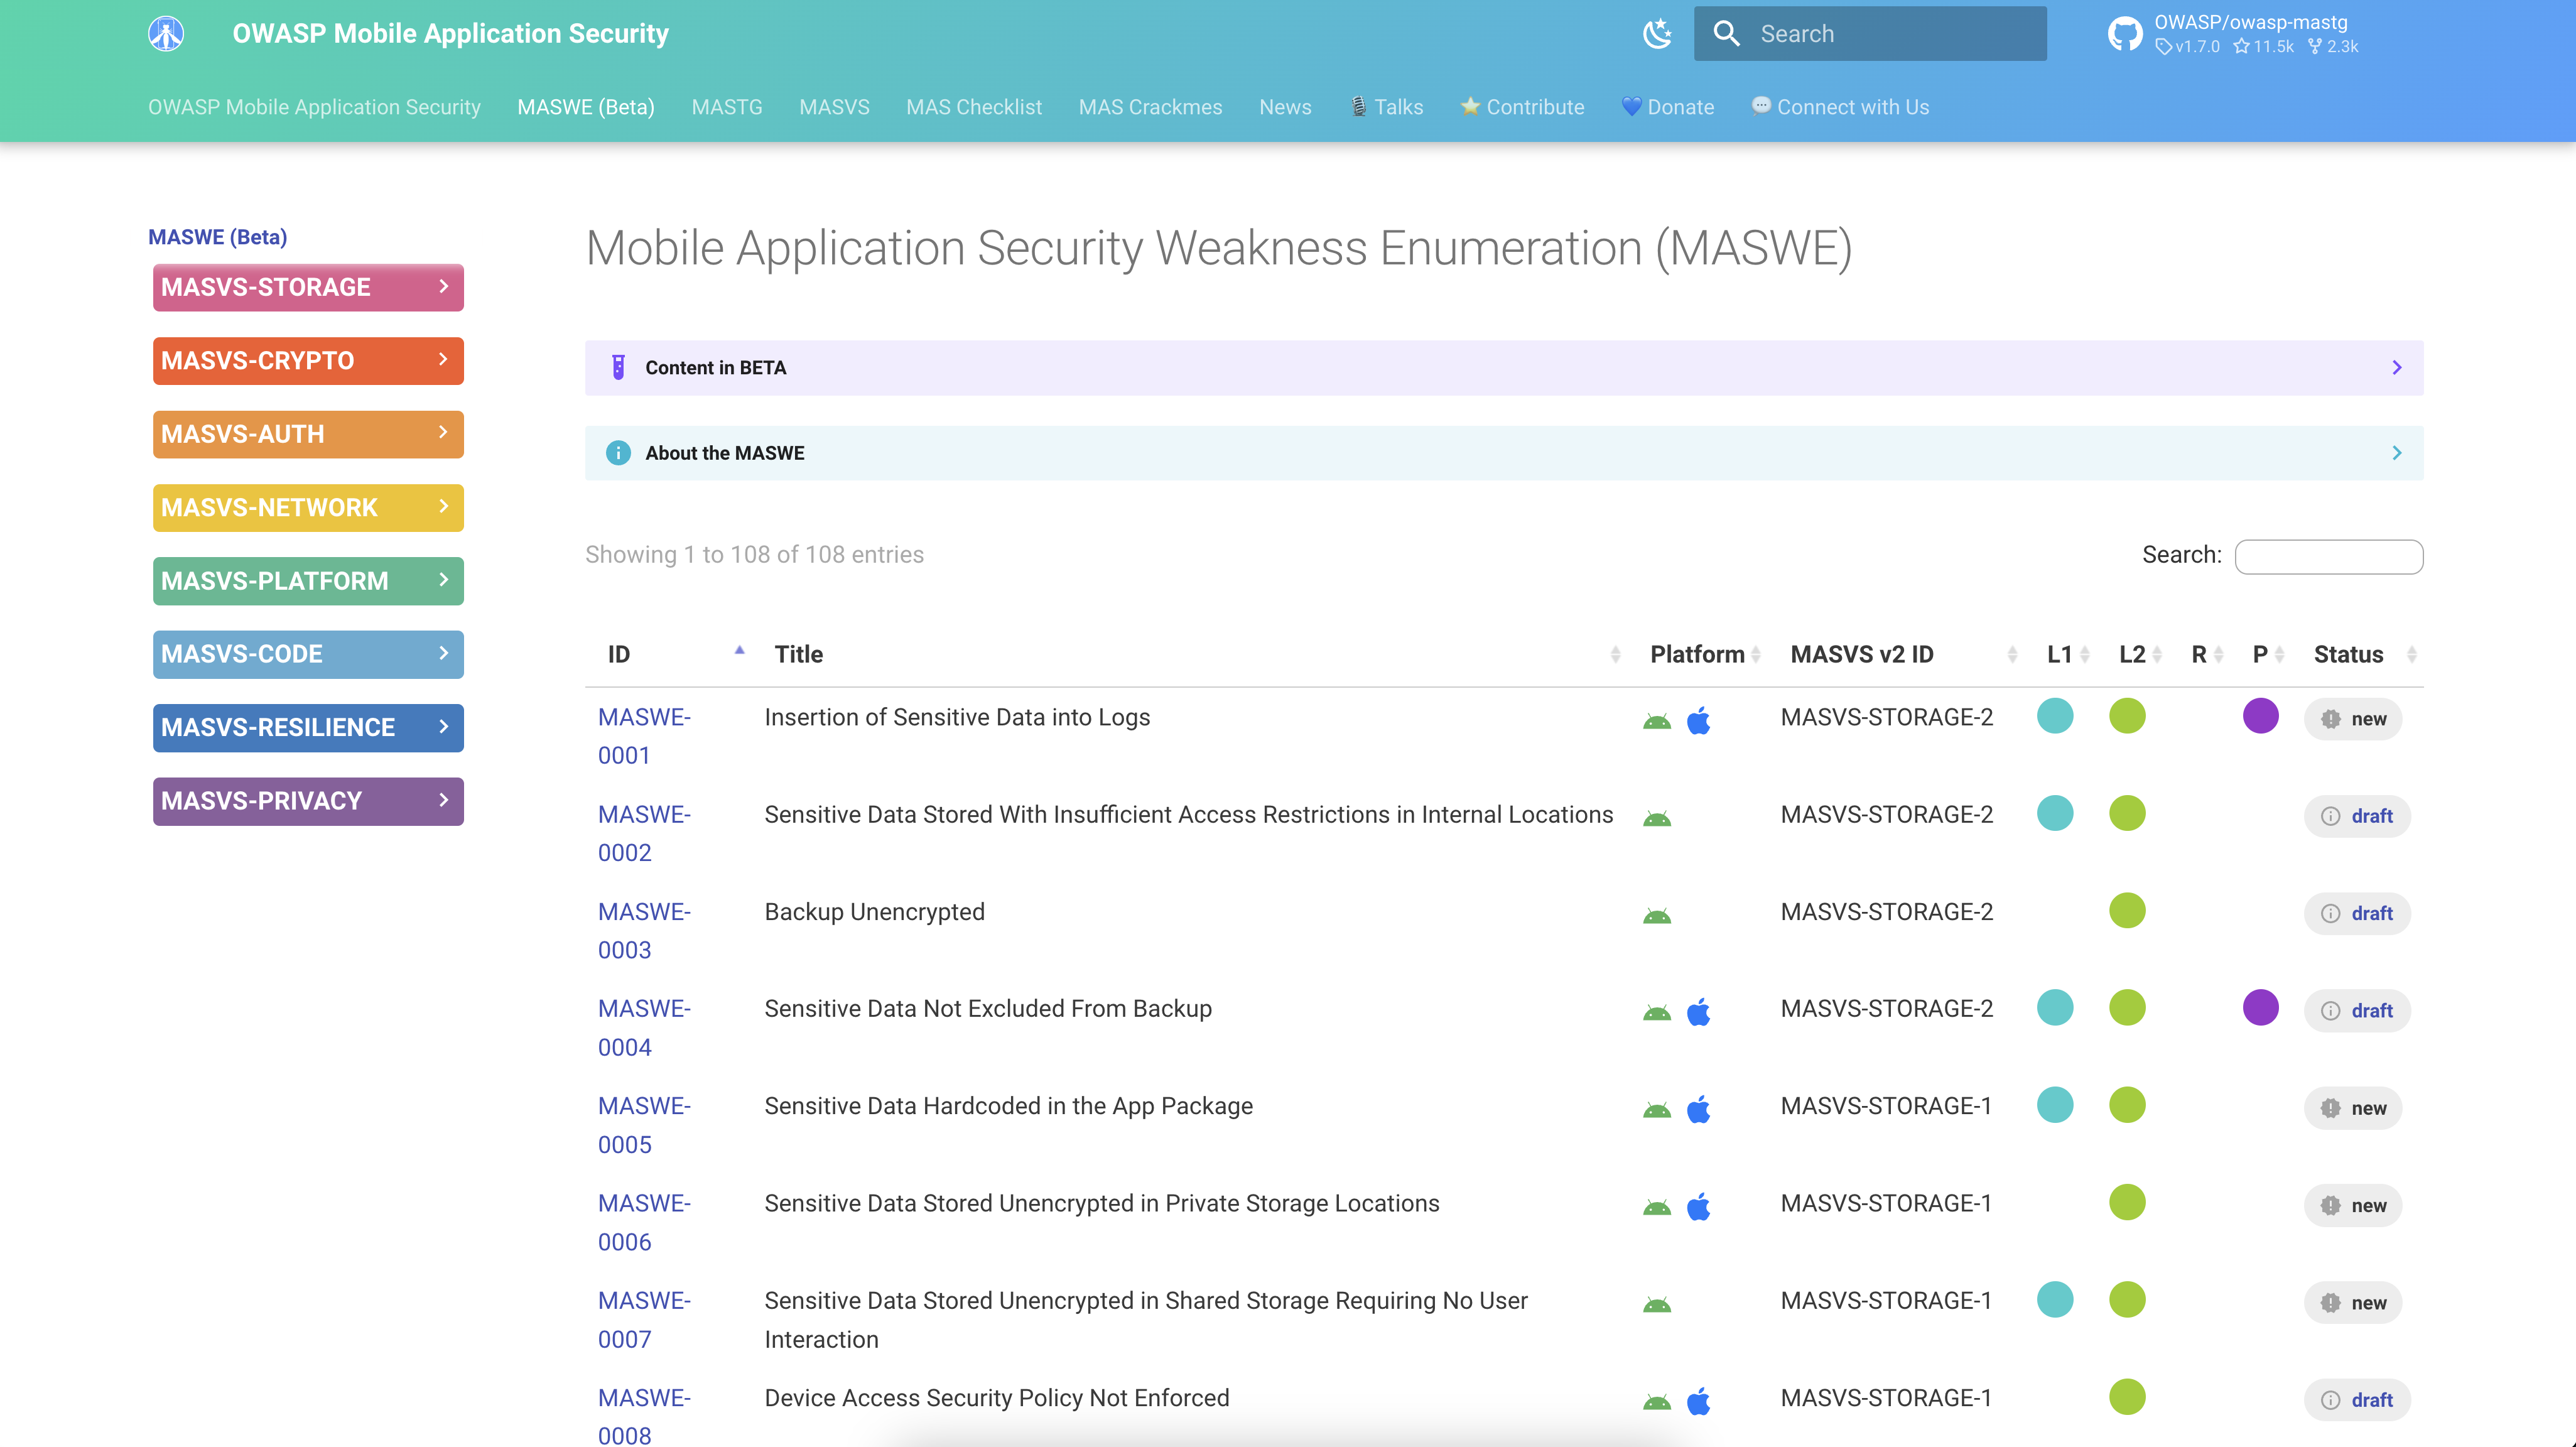 OWASP Mobile Application Security
Search
OWASP/owasp-mastg
v1.7.0 11.5k 2.3k
OWASP Mobile Application Security MASWE (Beta) MASTG MASVS MAS Checklist MAS Crackmes News Talks Contribute Donate Connect with Us
MASWE (Beta)
MASVS-STORAGE
MASVS-CRYPTO
MASVS-AUTH
MASVS-NETWORK
MASVS-PLATFORM
MASVS-CODE
MASVS-RESILIENCE
MASVS-PRIVACY
Mobile Application Security Weakness Enumeration (MASWE)
Content in BETA
About the MASWE
Showing 1 to 108 of 108 entries
Search:
ID Title Platform MASVS v2 ID L1 L2 R P Status
MASWE- Insertion of Sensitive Data into Logs MASVS-STORAGE-2 new
0001
MASWE- Sensitive Data Stored With Insufficient Access Restrictions in Internal Locations MASVS-STORAGE-2 draft
0002
MASWE- Backup Unencrypted MASVS-STORAGE-2 draft
0003
MASWE- Sensitive Data Not Excluded From Backup MASVS-STORAGE-2 draft
0004
MASWE- Sensitive Data Hardcoded in the App Package MASVS-STORAGE-1 new
0005
MASWE- Sensitive Data Stored Unencrypted in Private Storage Locations MASVS-STORAGE-1 new
0006
MASWE- Sensitive Data Stored Unencrypted in Shared Storage Requiring No User MASVS-STORAGE-1 new
0007 Interaction
MASWE- Device Access Security Policy Not Enforced MASVS-STORAGE-1 draft
0008